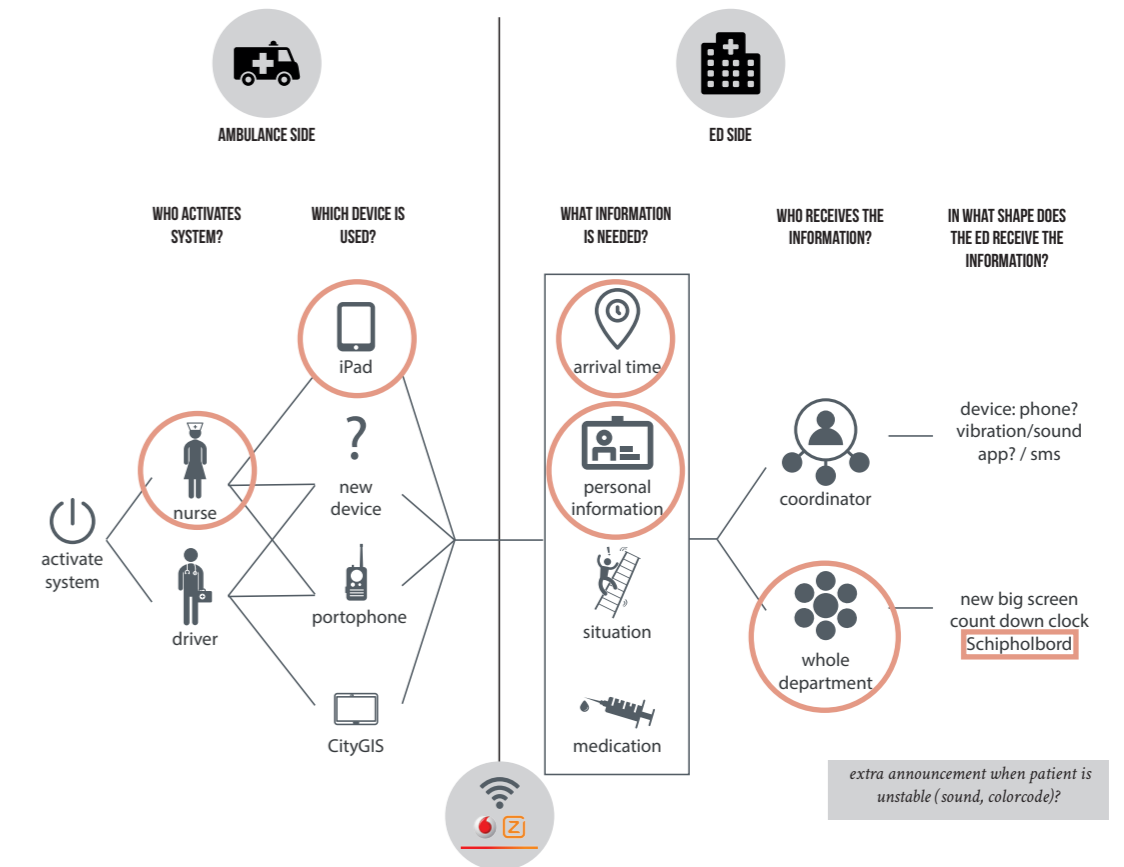 AMBULANCE SIDE
ED SIDE
WHO ACTIVATES
SYSTEM?
WHICH DEVICE IS
USED?
WHAT INFORMATION
IS NEEDED?
WHO RECEIVES THE
INFORMATION?
IN WHAT SHAPE DOES
THE ED RECEIVE THE
INFORMATION?
activate
system
nurse
driver
iPad
?
new
device
portophone
CityGIS
arrival time
personal
information
!
situation
medication
coordinator
whole
department
device: phone?
vibration/sound
app? / sms
new big screen
count down clock
Schipholbord
extra announcement when patient is
unstable (sound, colorcode)?
Z